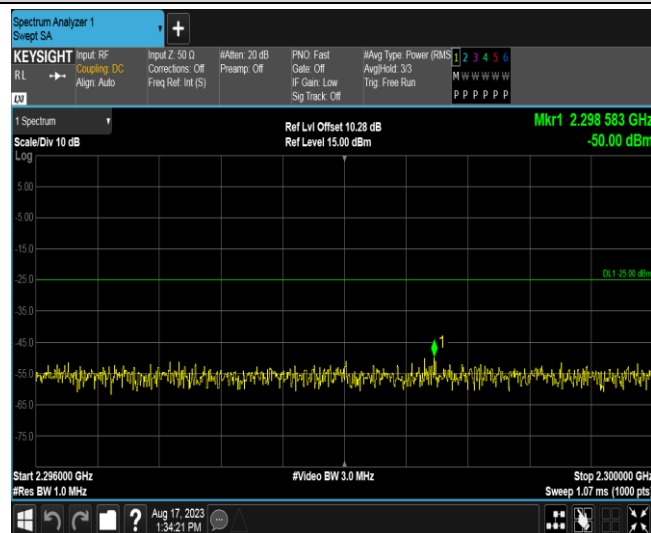 Spectrum Analyzer 1
Swept SA
+
KEYSIGHT Input: RF Input Z: 50 Ω #Atten: 20 dB PNO: Fast #Avg Type: Power (RMS 1 2 3 4 5 6
RL Coupling: DC Corrections: Off Preamp: Off Gate: Off Avg|Hold: 3/3 M W W W W W
Align: Auto Freq Ref: Int (S) IF Gain: Low Trig: Free Run
Sig Track: Off P P P P P P
LXI
1 Spectrum Ref Lvl Offset 10.28 dB Mkr1 2.298 583 GHz
Scale/Div 10 dB Ref Level 15.00 dBm -50.00 dBm
Log
5.00
-5.00
-15.0
-25.0 DL1 -25.00 dBm
-35.0
-45.0 1
-55.0
-65.0
-75.0
Start 2.296000 GHz #Video BW 3.0 MHz Stop 2.300000 GHz
#Res BW 1.0 MHz Sweep 1.07 ms (1000 pts)
? Aug 17, 2023
1:34:21 PM